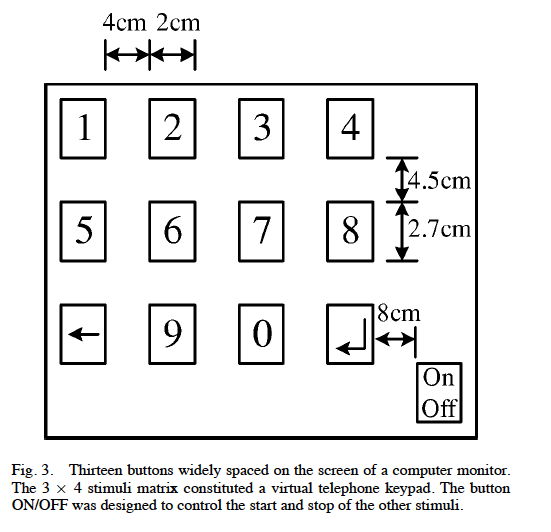 4cm 2cm
1 2 3 4
4.5cm
5 6 7 8 2.7cm
8cm
9 0
On
Off
Fig. 3. Thirteen buttons widely spaced on the screen of a computer monitor.
The 3 × 4 stimuli matrix constituted a virtual telephone keypad. The button
ON/OFF was designed to control the start and stop of the other stimuli.